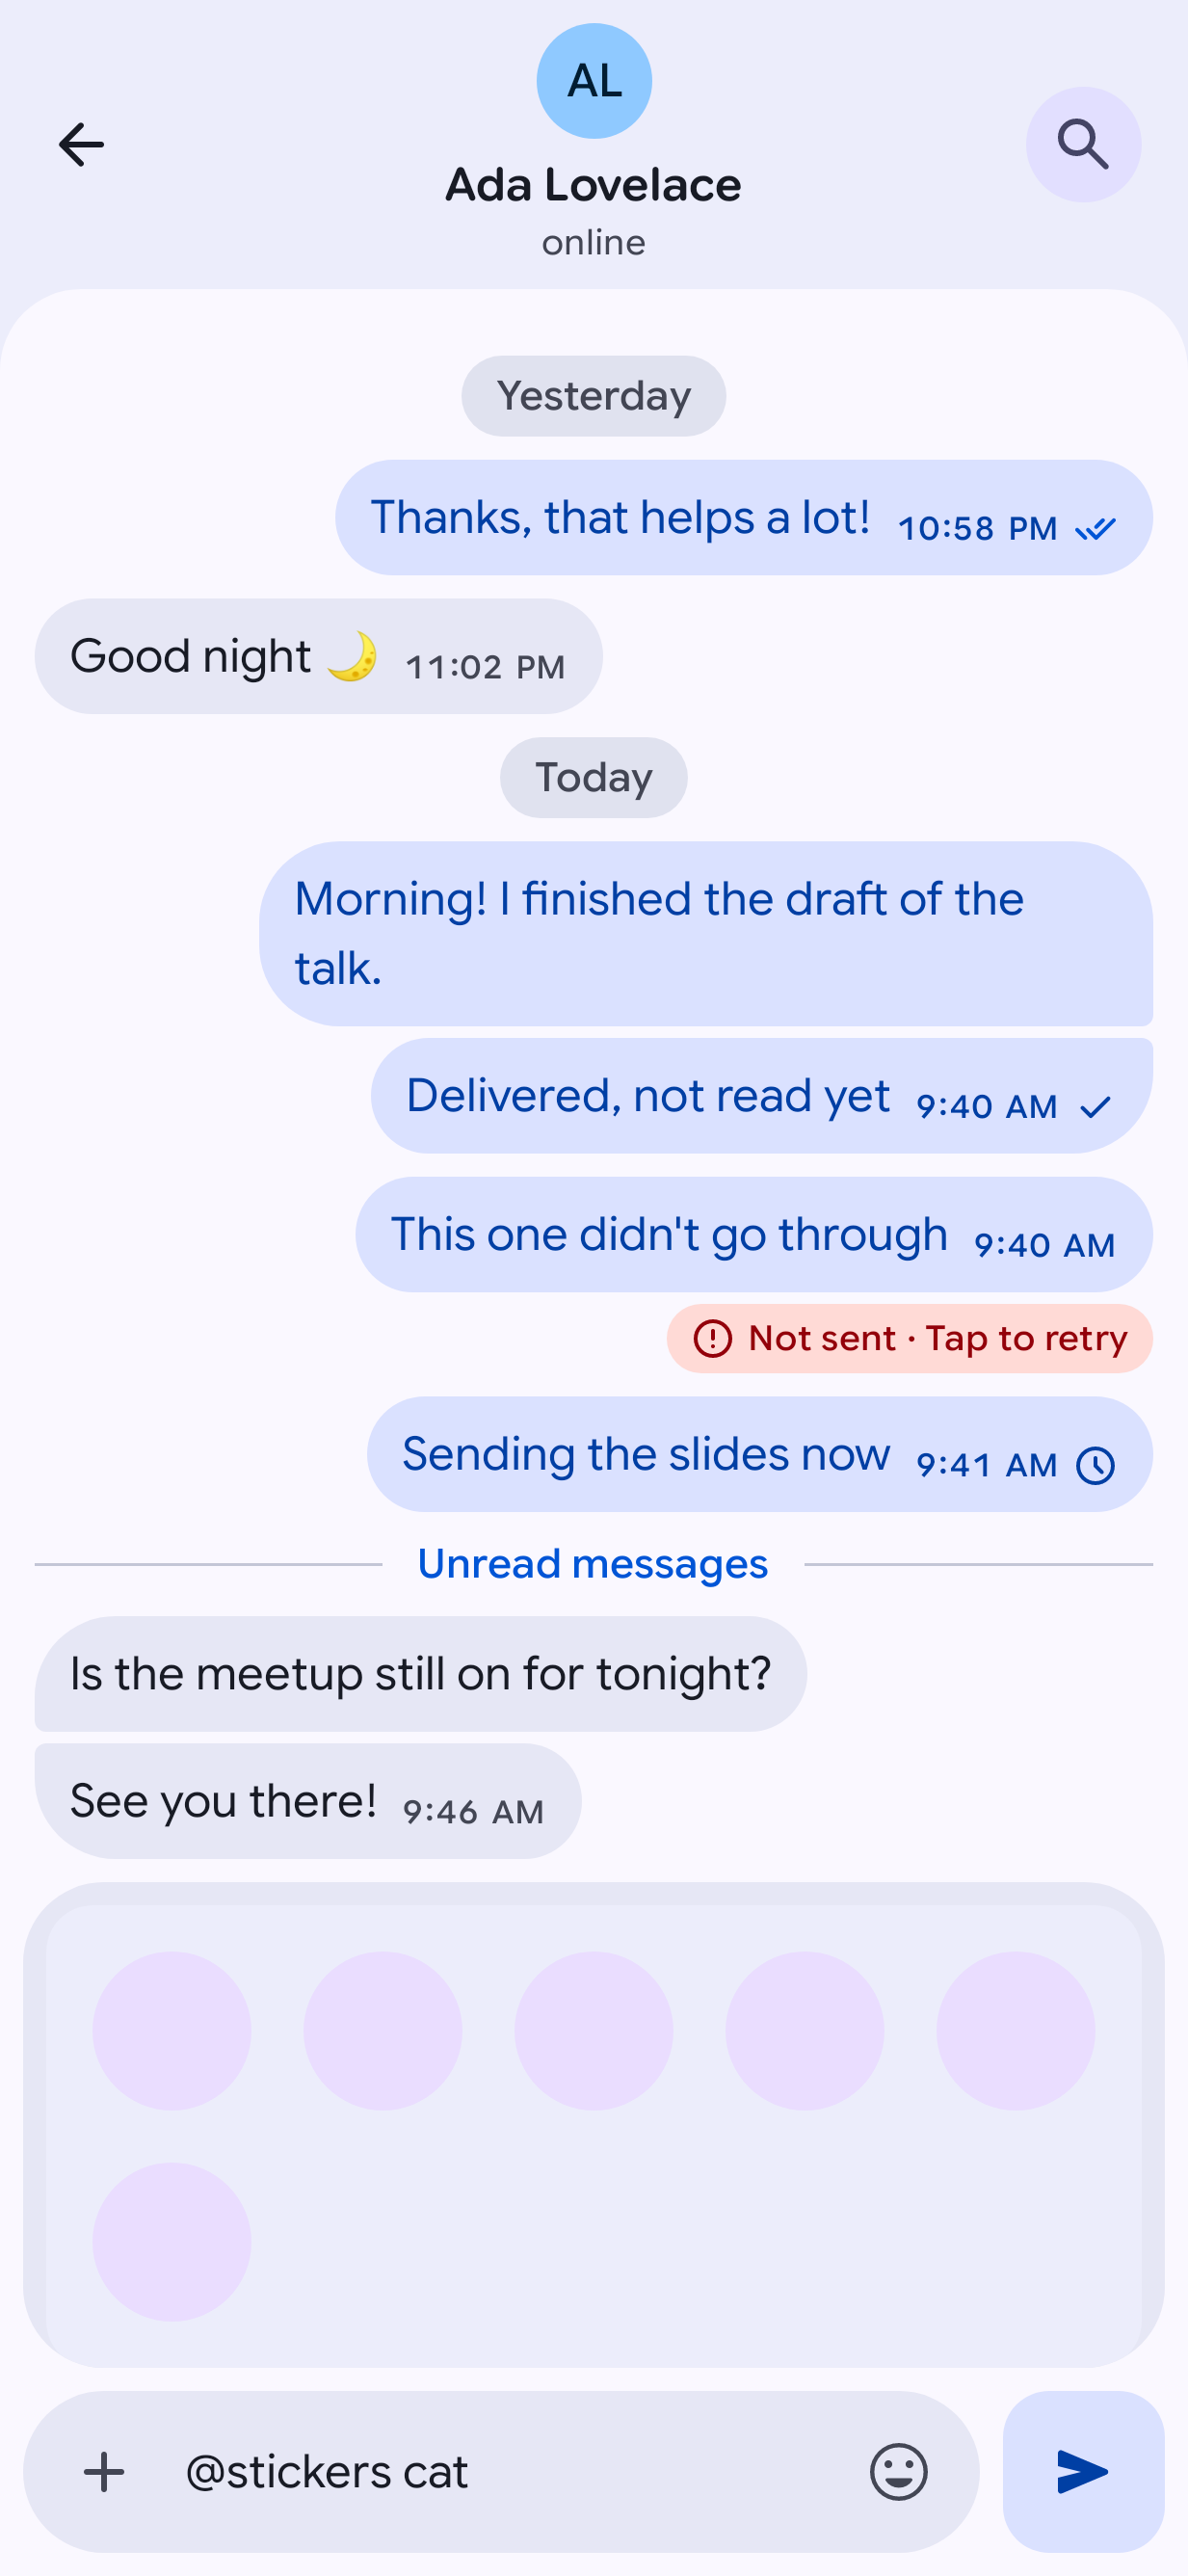 AL
Ada Lovelace
online
Yesterday
Thanks, that helps a lot! 10:58 PM
Good night 🌙 11:02 PM
Today
Morning! I finished the draft of the
talk.
Delivered, not read yet 9:40 AM
This one didn't go through 9:40 AM
Not sent · Tap to retry
Sending the slides now 9:41 AM
Unread messages
Is the meetup still on for tonight?
See you there! 9:46 AM
@stickers cat